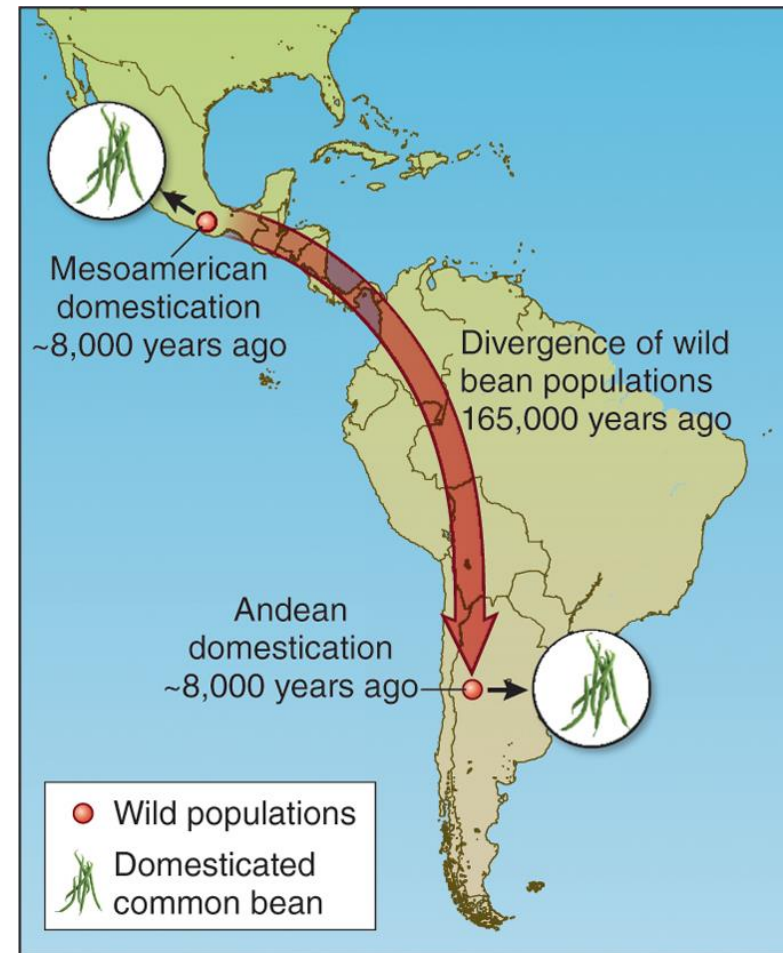 Mesoamerican
domestication
~8,000 years ago
Divergence of wild
bean populations
165,000 years ago
Andean
domestication
~8,000 years ago
Wild populations
Domesticated
common bean